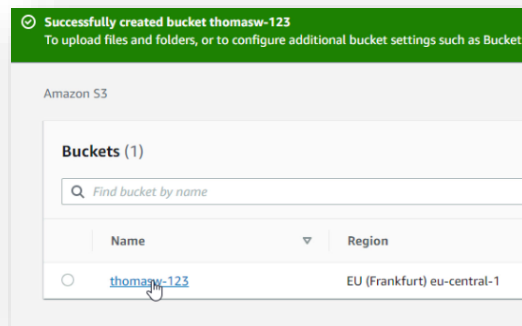 Successfully created bucket thomasw-123
To upload files and folders, or to configure additional bucket settings such as Bucket
Amazon S3
Buckets (1)
Find bucket by name
Name Region
thomasw-123 EU (Frankfurt) eu-central-1